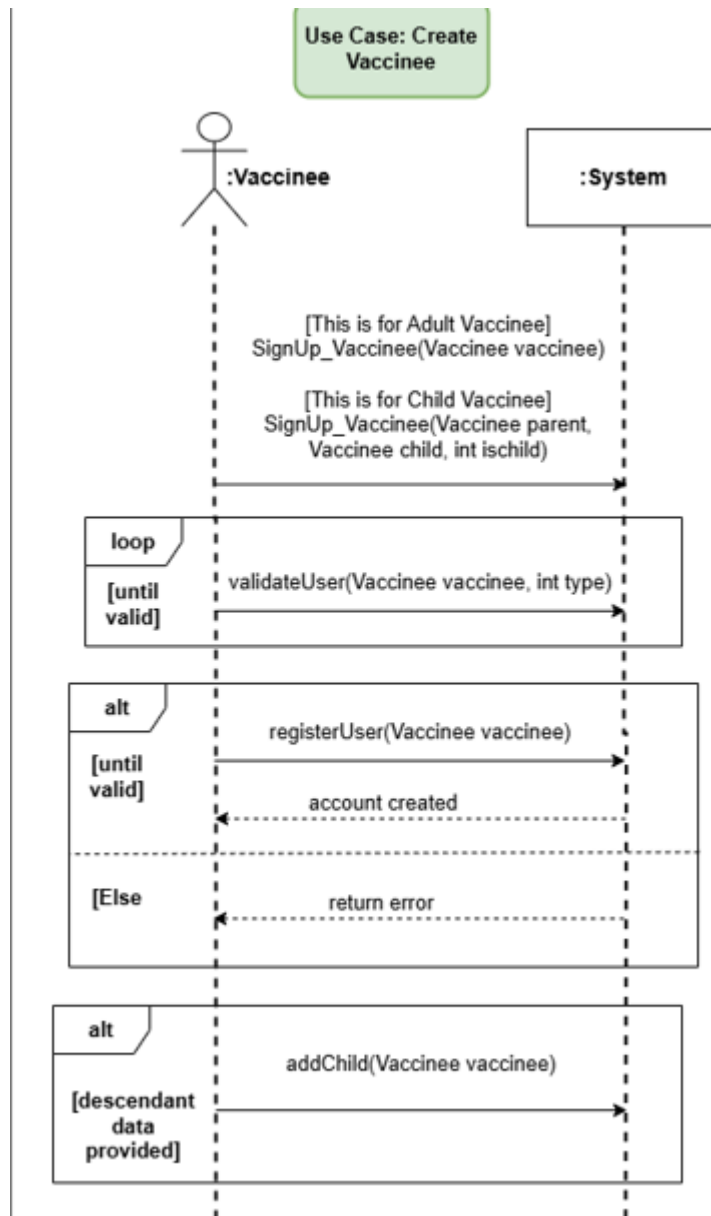 Use Case: Create
Vaccinee
:Vaccinee
:System
[This is for Adult Vaccinee]
SignUp_Vaccinee(Vaccinee vaccinee)
[This is for Child Vaccinee]
SignUp_Vaccinee(Vaccinee parent,
Vaccinee child, int ischild)
loop
[until
valid]
validateUser(Vaccinee vaccinee, int type)
alt
[until
valid]
registerUser(Vaccinee vaccinee)
account created
[Else
return error
alt
[descendant
data
provided]
addChild(Vaccinee vaccinee)